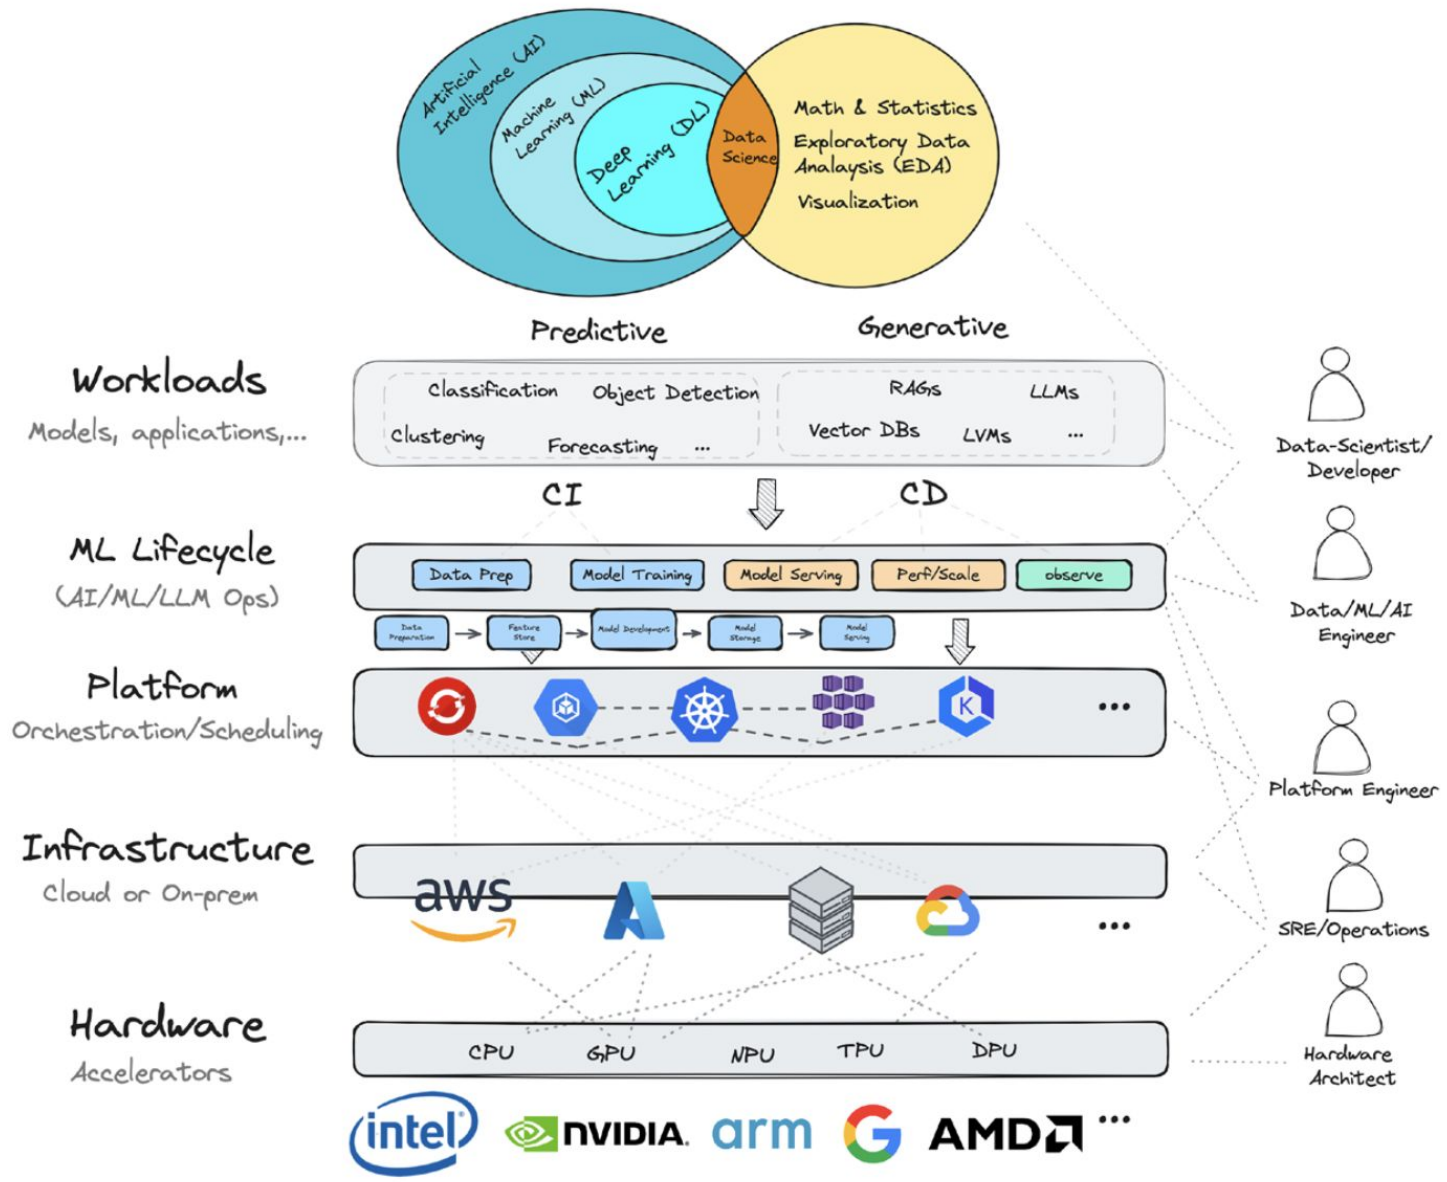 Artificial
Intelligence (AI)
Machine
Learning (ML)
Deep
Learning (DL)
Data
Science
Math & Statistics
Exploratory Data
Analaysis (EDA)
Visualization
Predictive
Generative
Workloads
Models, applications,...
Classification
Object Detection
Clustering
Forecasting
...
RAGs
LLMs
Vector DBs
LVMs
...
Data-Scientist/
Developer
CI
CD
ML Lifecycle
(AI/ML/LLM Ops)
Data Prep
Model Training
Model Serving
Perf/Scale
observe
Data
Preparation
Feature
Store
Model Development
Model
Storage
Model
Serving
Data/ML/AI
Engineer
Platform
Orchestration/Scheduling
K
...
Platform Engineer
Infrastructure
Cloud or On-prem
aws
...
SRE/Operations
Hardware
Accelerators
CPU
GPU
NPU
TPU
DPU
Hardware
Architect
intel
NVIDIA.
arm
G
AMD
...